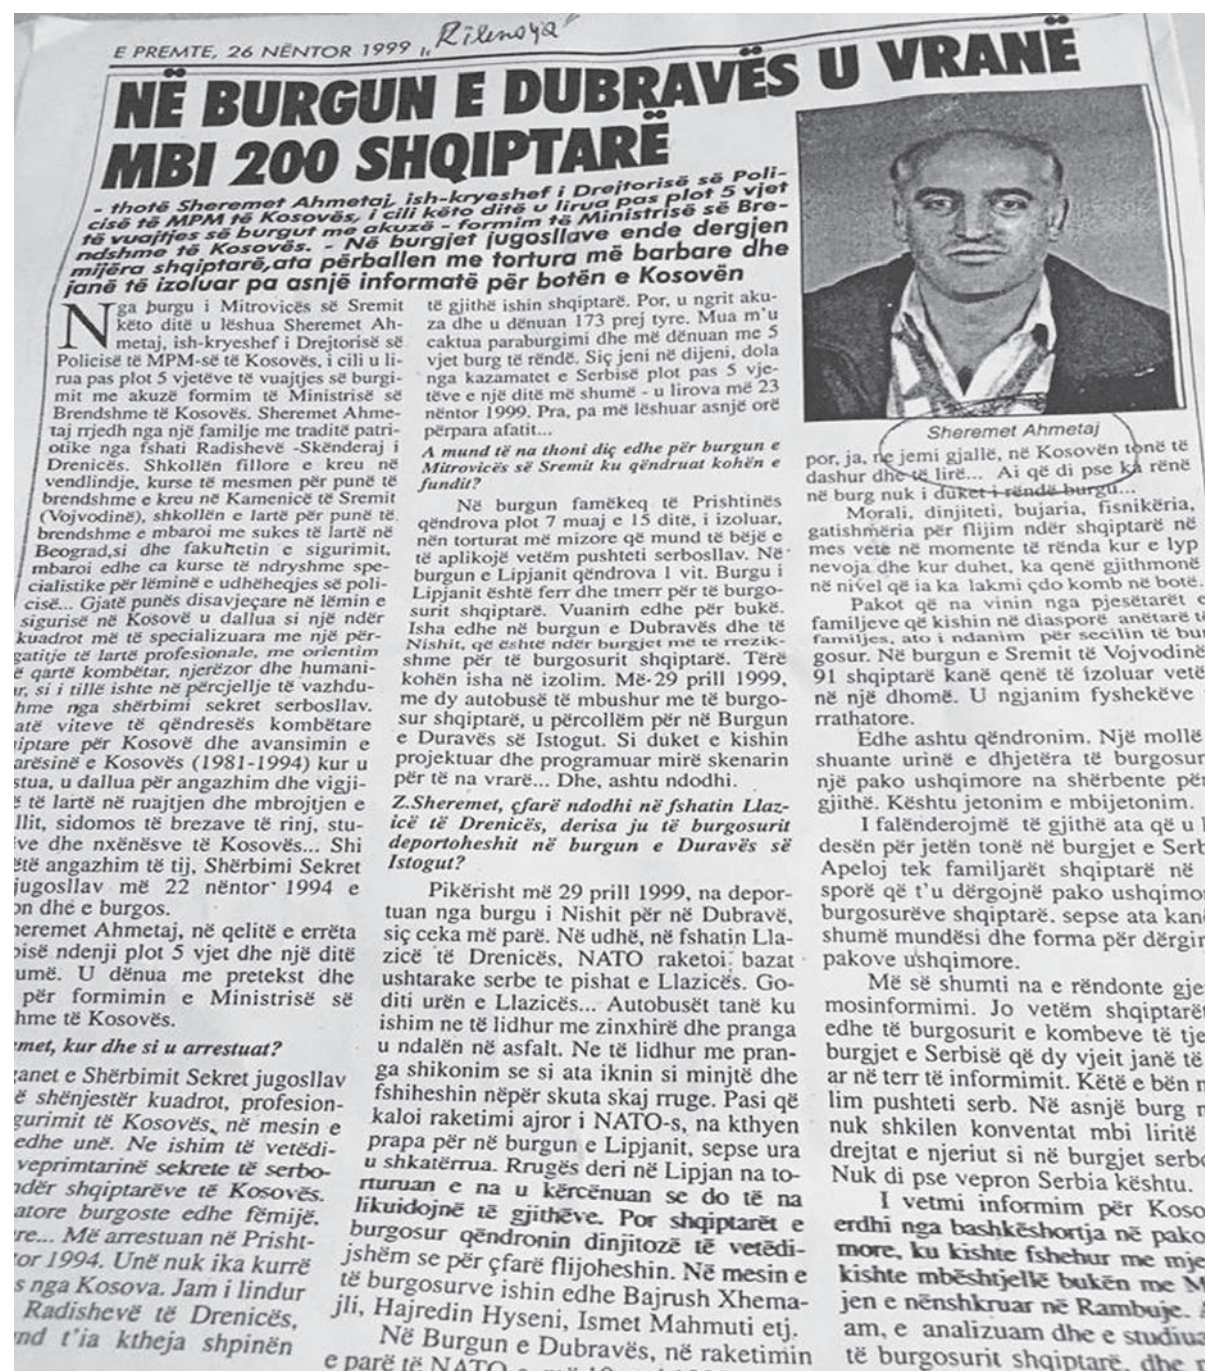 E PREMTE, 26 NËNTOR 1999 „Rilindja”
NË BURGUN E DUBRAVËS U VRANË
MBI 200 SHQIPTARË
- thotë Sheremet Ahmetaj, ish-kryeshef i Drejtorisë së Poli-
cisë të MPM të Kosovës, i cili këto ditë u lirua pas plot 5 vjet
të vuajtjes së burgut me akuzë - formim të Ministrisë së Bre-
ndshme të Kosovës. - Në burgjet jugosllave ende dergjen
mijëra shqiptarë,ata përballen me tortura më barbare dhe
janë të izoluar pa asnjë informatë për botën e Kosovën
Nga burgu i Mitrovicës së Sremit
këto ditë u lëshua Sheremet Ah-
metaj, ish-kryeshef i Drejtorisë së
Policisë të MPM-së të Kosovës, i cili u li-
rua pas plot 5 vjetëve të vuajtjes së burgi-
mit me akuzë formim të Ministrisë së
Brendshme të Kosovës. Sheremet Ahme-
taj rrjedh nga një familje me traditë patri-
otike nga fshati Radishevë -Skënderaj i
Drenicës. Shkollën fillore e kreu në
vendlindje, kurse të mesmen për punë të
brendshme e kreu në Kamenicë të Sremit
(Vojvodinë), shkollën e lartë për punë të
brendshme e mbaroi me sukes të lartë në
Beograd,si dhe fakultetin e sigurimit,
mbaroi edhe ca kurse të ndryshme spe-
cialistike për lëminë e udhëheqjes së poli-
cisë... Gjatë punës disavjeçare në lëmin e
sigurisë në Kosovë u dallua si një ndër
kuadrot më të specializuara me një për-
gatitje të lartë profesionale, me orientim
ë qartë kombëtar, njerëzor dhe humani-
ar, si i tillë ishte në përcjellje të vazhdu-
hme nga shërbimi sekret serbosllav.
atë viteve të qëndresës kombëtare
iptare për Kosovë dhe avansimin e
arësinë e Kosovës (1981-1994) kur u
stua, u dallua për angazhim dhe vigji-
ë të lartë në ruajtjen dhe mbrojtjen e
llit, sidomos të brezave të rinj, stu-
ve dhe nxënësve të Kosovës... Shi
ëtë angazhim të tij, Shërbimi Sekret
jugosllav më 22 nëntor 1994 e
on dhe e burgos.
heremet Ahmetaj, në qelitë e errëta
bisë ndenji plot 5 vjet dhe një ditë
umë. U dënua me pretekst dhe
për formimin e Ministrisë së
hme të Kosovës.
emet, kur dhe si u arrestuat?
ganet e Shërbimit Sekret jugosllav
ë shënjestër kuadrot, profesion-
gurimit të Kosovës, në mesin e
edhe unë. Ne ishim të vetëdi-
veprimtarinë sekrete të serbo-
ndër shqiptarëve të Kosovës.
atore burgoste edhe fëmijë.
re... Më arrestuan në Prisht-
tor 1994. Unë nuk ika kurrë
s nga Kosova. Jam i lindur
Radishevë të Drenicës,
nd t'ia ktheja shpinën
të gjithë ishin shqiptarë. Por, u ngrit aku-
za dhe u dënuan 173 prej tyre. Mua m'u
caktua paraburgimi dhe më dënuan me 5
vjet burg të rëndë. Siç jeni në dijeni, dola
nga kazamatet e Serbisë plot pas 5 vje-
tëve e një ditë më shumë - u lirova më 23
nëntor 1999. Pra, pa më lëshuar asnjë orë
përpara afatit...
A mund të na thoni diç edhe për burgun e
Mitrovicës së Sremit ku qëndruat kohën e
fundit?
Në burgun famëkeq të Prishtinës
qëndrova plot 7 muaj e 15 ditë, i izoluar,
nën torturat më mizore që mund të bëjë e
të aplikojë vetëm pushteti serbosllav. Në
burgun e Lipjanit qëndrova 1 vit. Burgu i
Lipjanit është ferr dhe tmerr për të burgo-
surit shqiptarë. Vuanim edhe për bukë.
Isha edhe në burgun e Dubravës dhe të
Nishit, që është ndër burgjet më të rrezik-
shme për të burgosurit shqiptarë. Tërë
kohën isha në izolim. Më 29 prill 1999,
me dy autobusë të mbushur me të burgo-
sur shqiptarë, u përcollëm për në Burgun
e Duravës së Istogut. Si duket e kishin
projektuar dhe programuar mirë skenarin
për të na vrarë... Dhe, ashtu ndodhi.
Z.Sheremet, çfarë ndodhi në fshatin Llaz-
icë të Drenicës, derisa ju të burgosurit
deportoheshit në burgun e Duravës së
Istogut?
Pikërisht më 29 prill 1999, na depor-
tuan nga burgu i Nishit për në Dubravë,
siç ceka më parë. Në udhë, në fshatin Lla-
zicë të Drenicës, NATO raketoi bazat
ushtarake serbe te pishat e Llazicës. Go-
diti urën e Llazicës... Autobusët tanë ku
ishim ne të lidhur me zinxhirë dhe pranga
u ndalën në asfalt. Ne të lidhur me pran-
ga shikonim se si ata iknin si minjtë dhe
fshiheshin nëpër skuta skaj rruge. Pasi që
kaloi raketimi ajror i NATO-s, na kthyen
prapa për në burgun e Lipjanit, sepse ura
u shkatërrua. Rrugës deri në Lipjan na to-
rturuan e na u kërcënuan se do të na
likuidojnë të gjithëve. Por shqiptarët e
burgosur qëndronin dinjitozë të vetëdi-
jshëm se për çfarë flijoheshin. Në mesin e
të burgosurve ishin edhe Bajrush Xhema-
jli, Hajredin Hyseni, Ismet Mahmuti etj.
Në Burgun e Dubravës, në raketimin
e parë të NATO
Sheremet Ahmetaj
por, ja, ne jemi gjallë, në Kosovën tonë të
dashur dhe të lirë... Ai që di pse ka rënë
në burg nuk i duket i rëndë burgu...
Morali, dinjiteti, bujaria, fisnikëria,
gatishmëria për flijim ndër shqiptarë në
mes vete në momente të rënda kur e lyp
nevoja dhe kur duhet, ka qenë gjithmonë
në nivel që ia ka lakmi çdo komb në botë.
Pakot që na vinin nga pjesëtarët e
familjeve që kishin në diasporë anëtarë të
familjes, ato i ndanim për secilin të bur
gosur. Në burgun e Sremit të Vojvodinë
91 shqiptarë kanë qenë të izoluar vetë
në një dhomë. U ngjanim fyshekëve
rrathatore.
Edhe ashtu qëndronim. Një mollë
shuante urinë e dhjetëra të burgosur
një pako ushqimore na shërbente për
gjithë. Kështu jetonim e mbijetonim.
I falënderojmë të gjithë ata që u
desën për jetën tonë në burgjet e Serb
Apeloj tek familjarët shqiptarë në
sporë që t'u dërgojnë pako ushqimo
burgosurëve shqiptarë, sepse ata kanë
shumë mundësi dhe forma për dërgim
pakove ushqimore.
Më së shumti na e rëndonte gje
mosinformimi. Jo vetëm shqiptarët
edhe të burgosurit e kombeve të tje
burgjet e Serbisë që dy vjeit janë të
ar në terr të informimit. Këtë e bën
lim pushteti serb. Në asnjë burg
nuk shkilen konventat mbi liritë
drejtat e njeriut si në burgjet serbe
Nuk di pse vepron Serbia kështu.
I vetmi informim për Koso
erdhi nga bashkëshortja në pako
more, ku kishte fshehur me mje
kishte mbështjellë bukën me M
jen e nënshkruar në Rambuje.
am, e analizuam dhe e studiua
të burgosurit shqiptarë, dhe